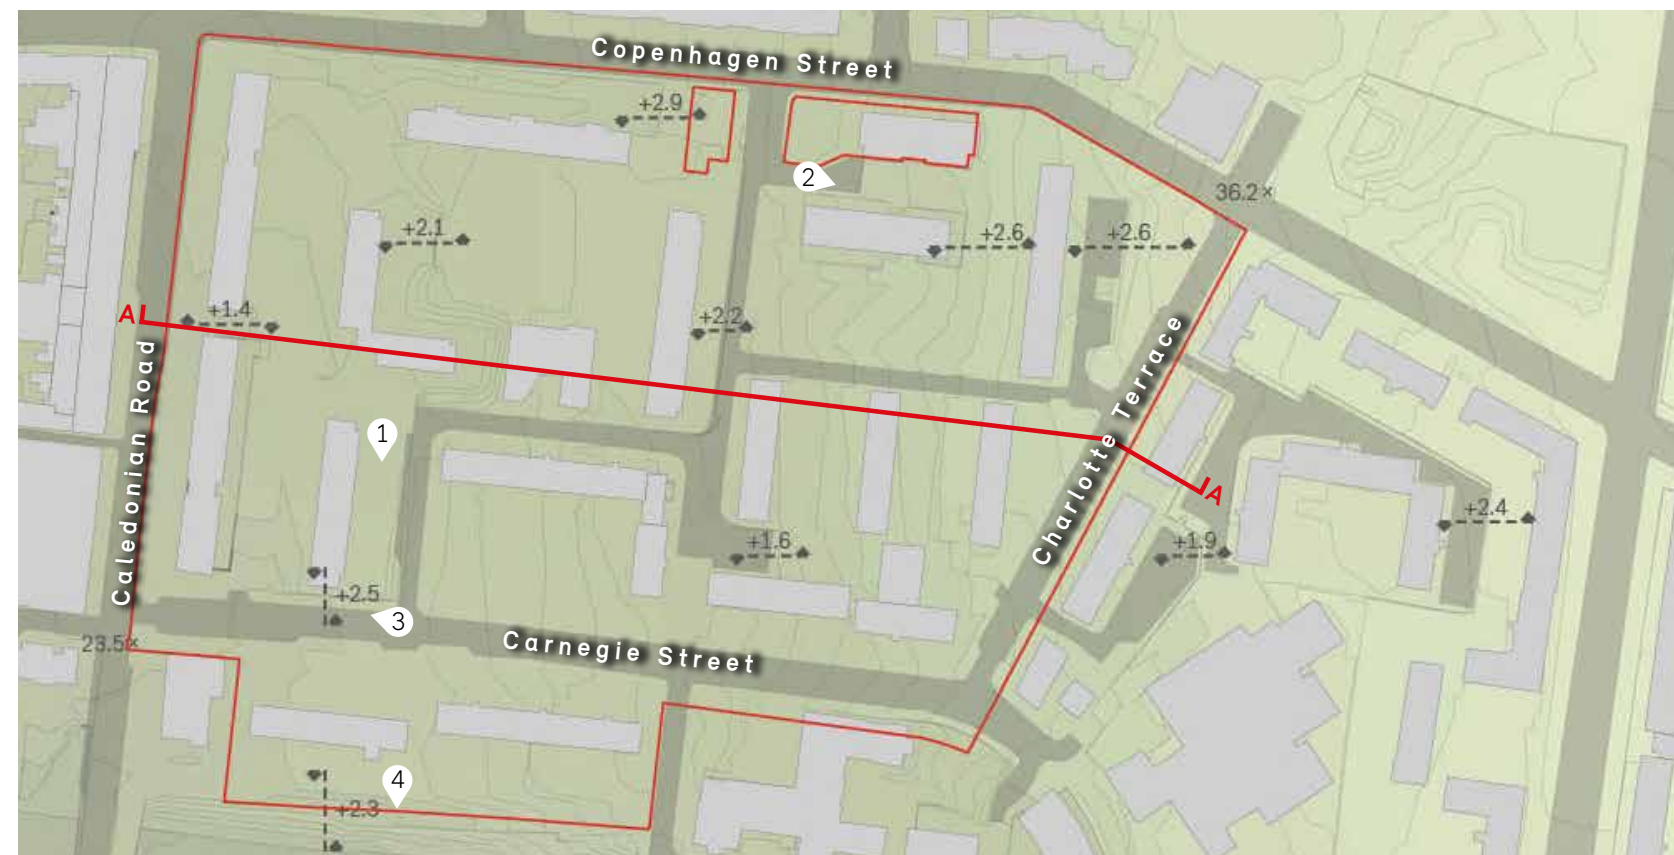 Copenhagen Street
+2.9
2
36.2×
+2.1
+2.6
+2.6
A
+1.4
+2.2
Caledonian Road
Charlotte Terrace
1
A
+2.4
+1.6
+1.9
+2.5
3
23.5×
Carnegie Street
4
+2.3